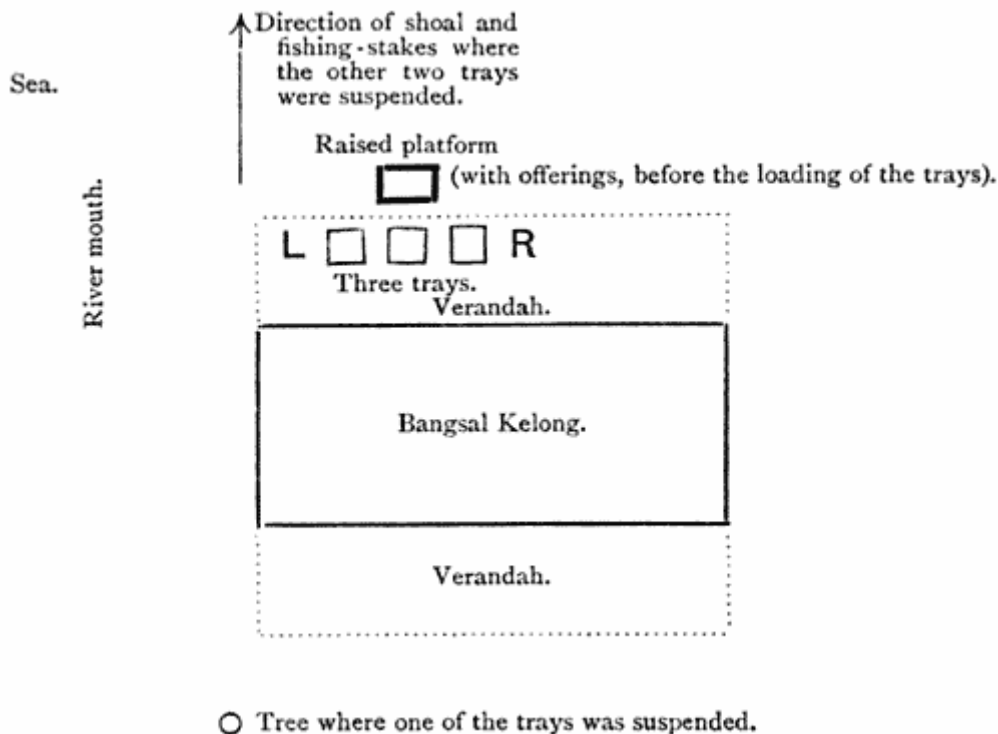 Direction of shoal and
fishing-stakes where
the other two trays
were suspended.
Sea.
Raised platform
(with offerings, before the loading of the trays).
River mouth.
L R
Three trays.
Verandah.
Bangsal Kelong.
Verandah.
Tree where one of the trays was suspended.